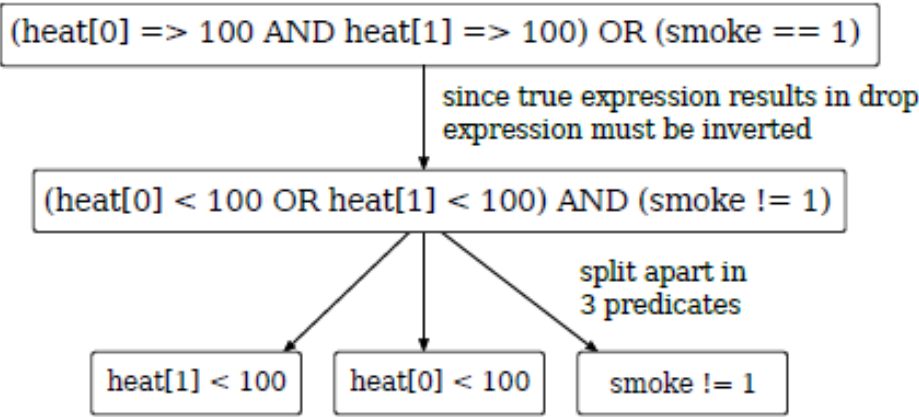 (heat[0] => 100 AND heat[1] => 100) OR (smoke == 1)
since true expression results in drop
expression must be inverted
(heat[0] < 100 OR heat[1] < 100) AND (smoke != 1)
split apart in
3 predicates
heat[1] < 100
heat[0] < 100
smoke != 1